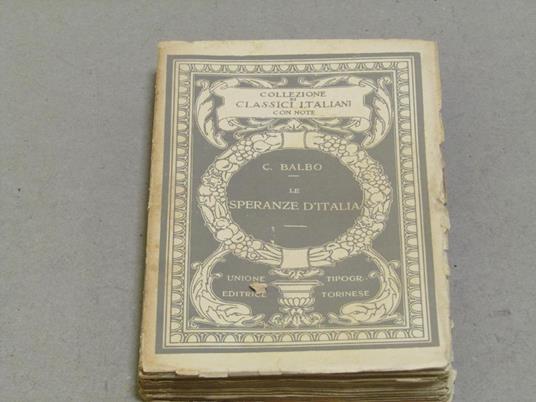 COLLEZIONE
DI
CLASSICI ITALIANI
CON NOTE
C. BALBO
LE
SPERANZE D'ITALIA
UNIONE TIPOGR.
EDITRICE TORINESE